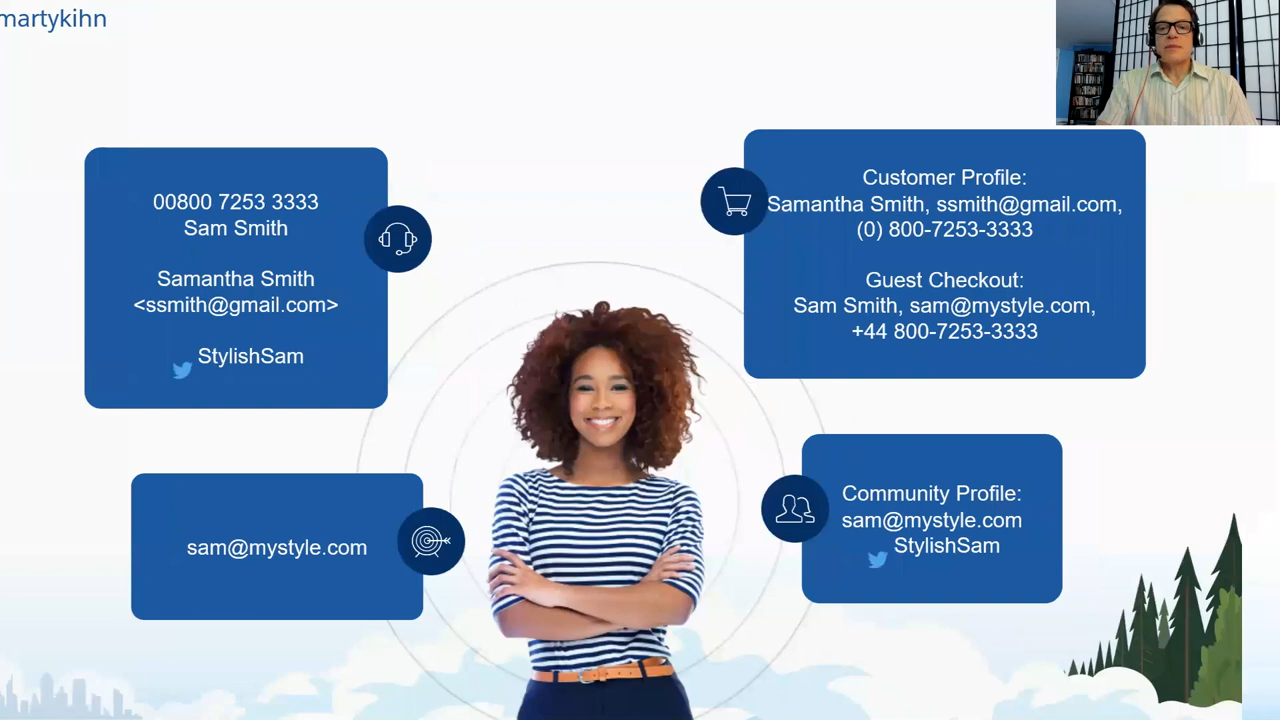 martykihn
00800 7253 3333
Sam Smith
Samantha Smith
<ssmith@gmail.com>
StylishSam
Customer Profile:
Samantha Smith, ssmith@gmail.com,
(0) 800-7253-3333
Guest Checkout:
Sam Smith, sam@mystyle.com,
+44 800-7253-3333
sam@mystyle.com
Community Profile:
sam@mystyle.com
StylishSam